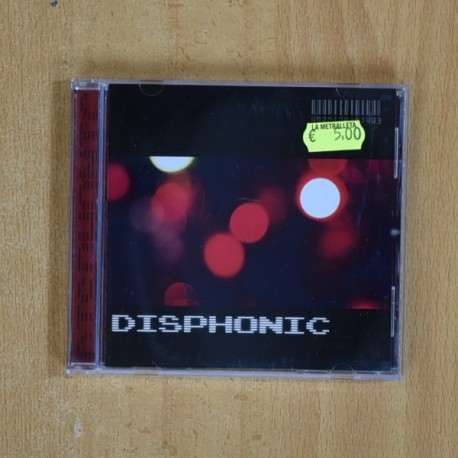 LA METRALLETA
€ 5,00
DISPHONIC